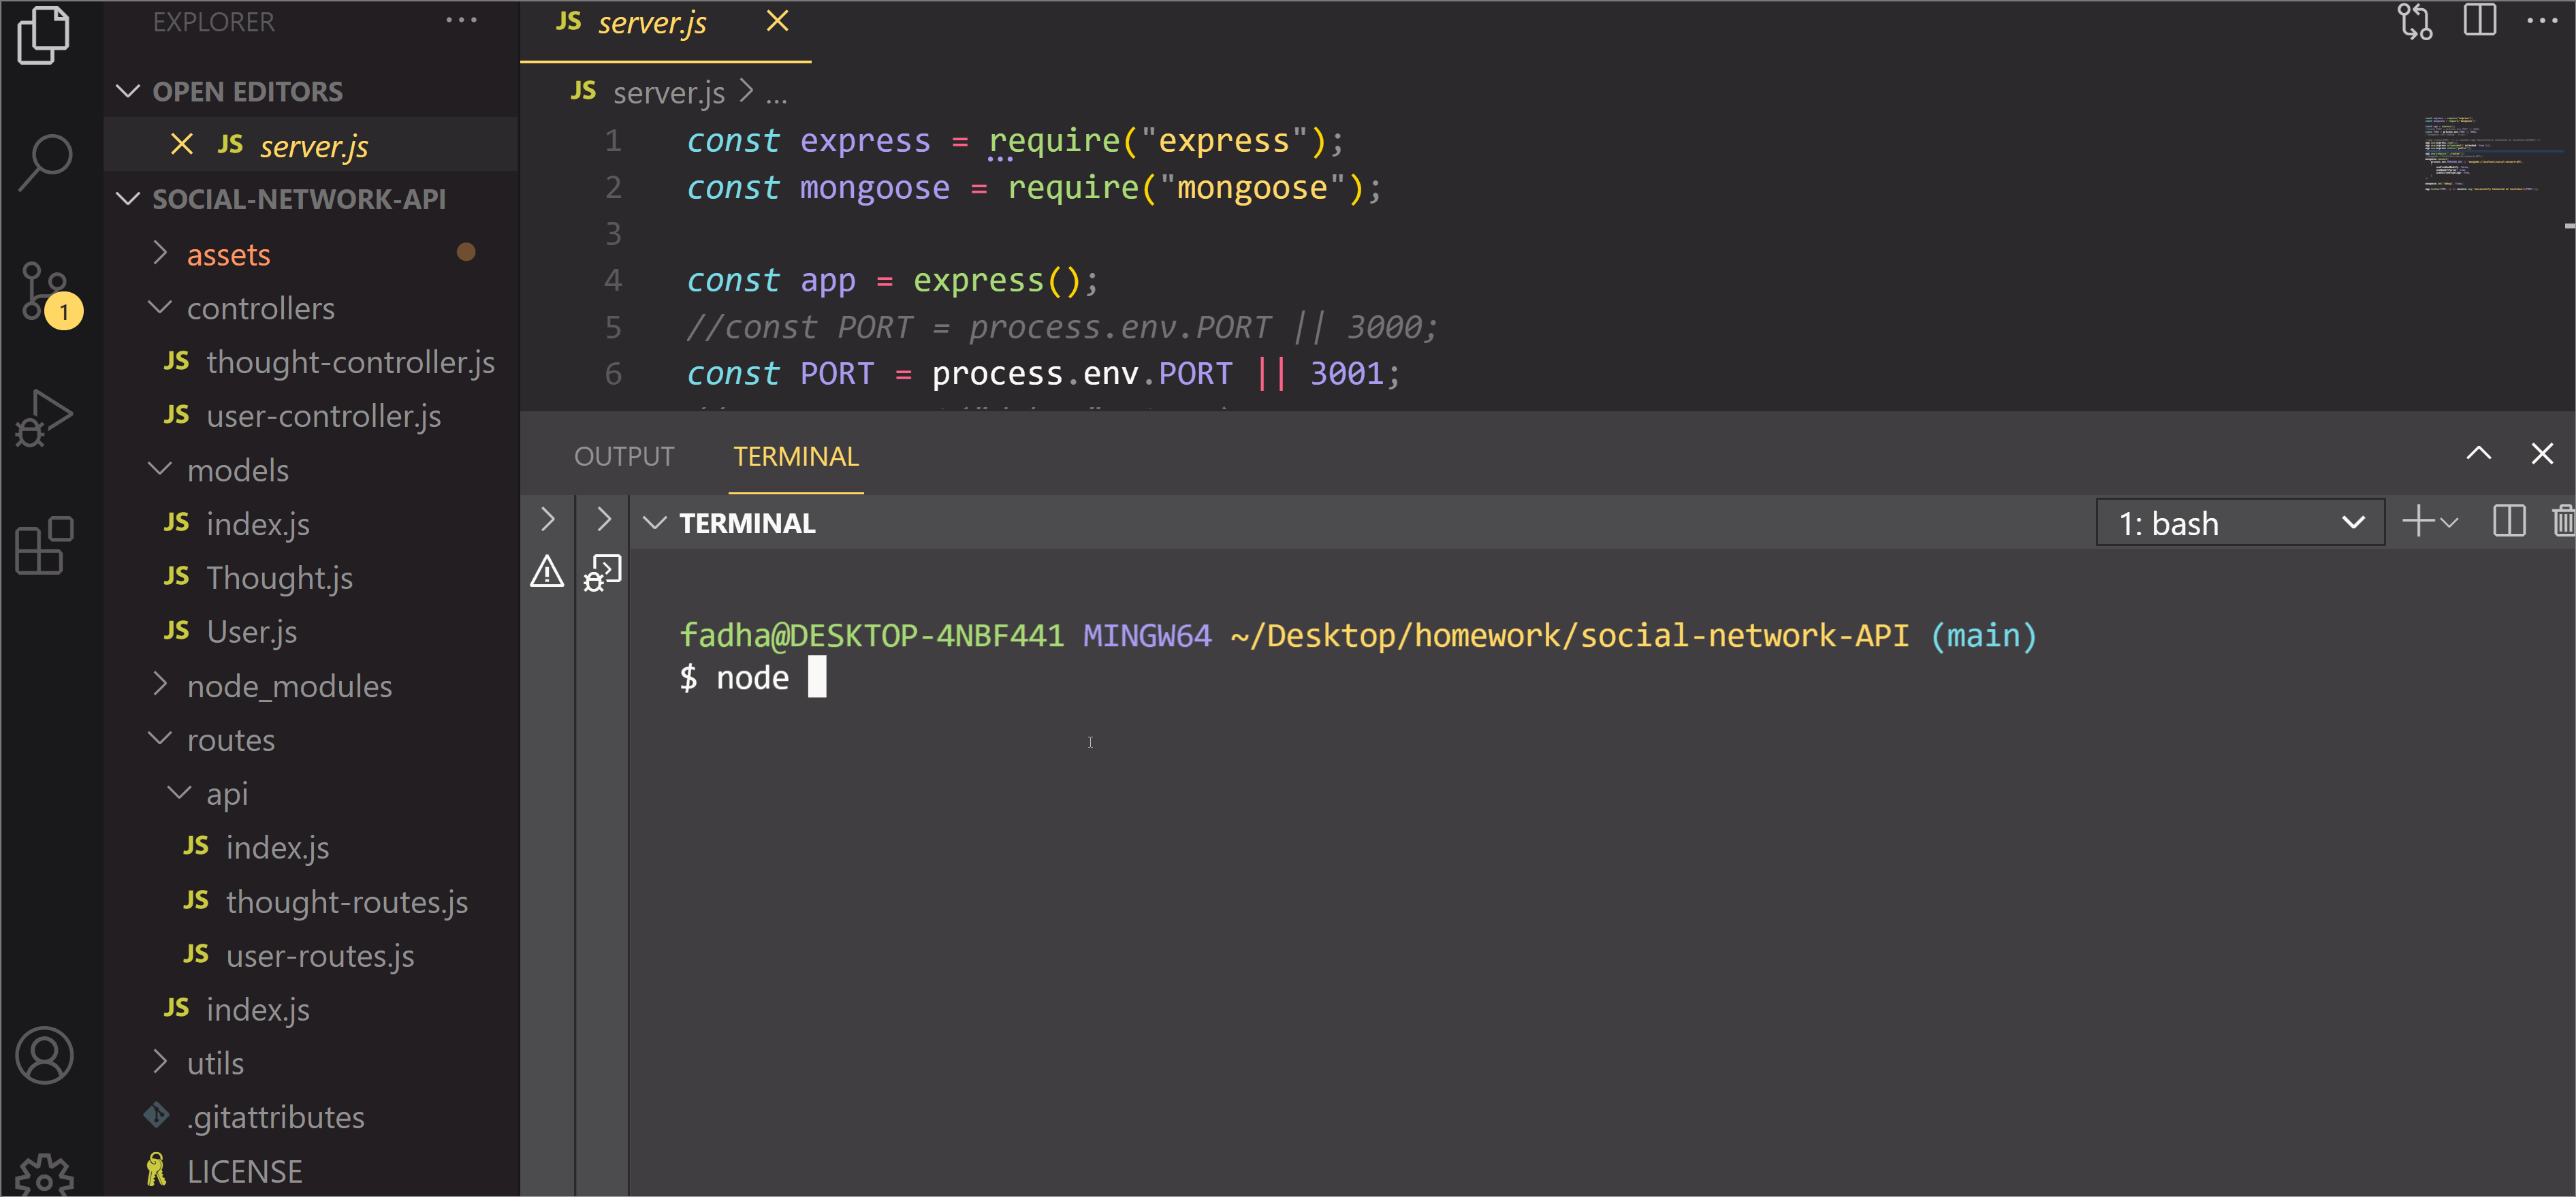 EXPLORER
OPEN EDITORS
JS server.js
SOCIAL-NETWORK-API
assets
controllers
JS thought-controller.js
JS user-controller.js
models
JS index.js
JS Thought.js
JS User.js
node_modules
routes
api
JS index.js
JS thought-routes.js
JS user-routes.js
JS index.js
utils
.gitattributes
LICENSE
1
JS server.js
JS server.js > ...
1 const express = require("express");
2 const mongoose = require("mongoose");
3
4 const app = express();
5 //const PORT = process.env.PORT || 3000;
6 const PORT = process.env.PORT || 3001;
OUTPUT TERMINAL
TERMINAL
1: bash
fadha@DESKTOP-4NBF441 MINGW64 ~/Desktop/homework/social-network-API (main)
$ node